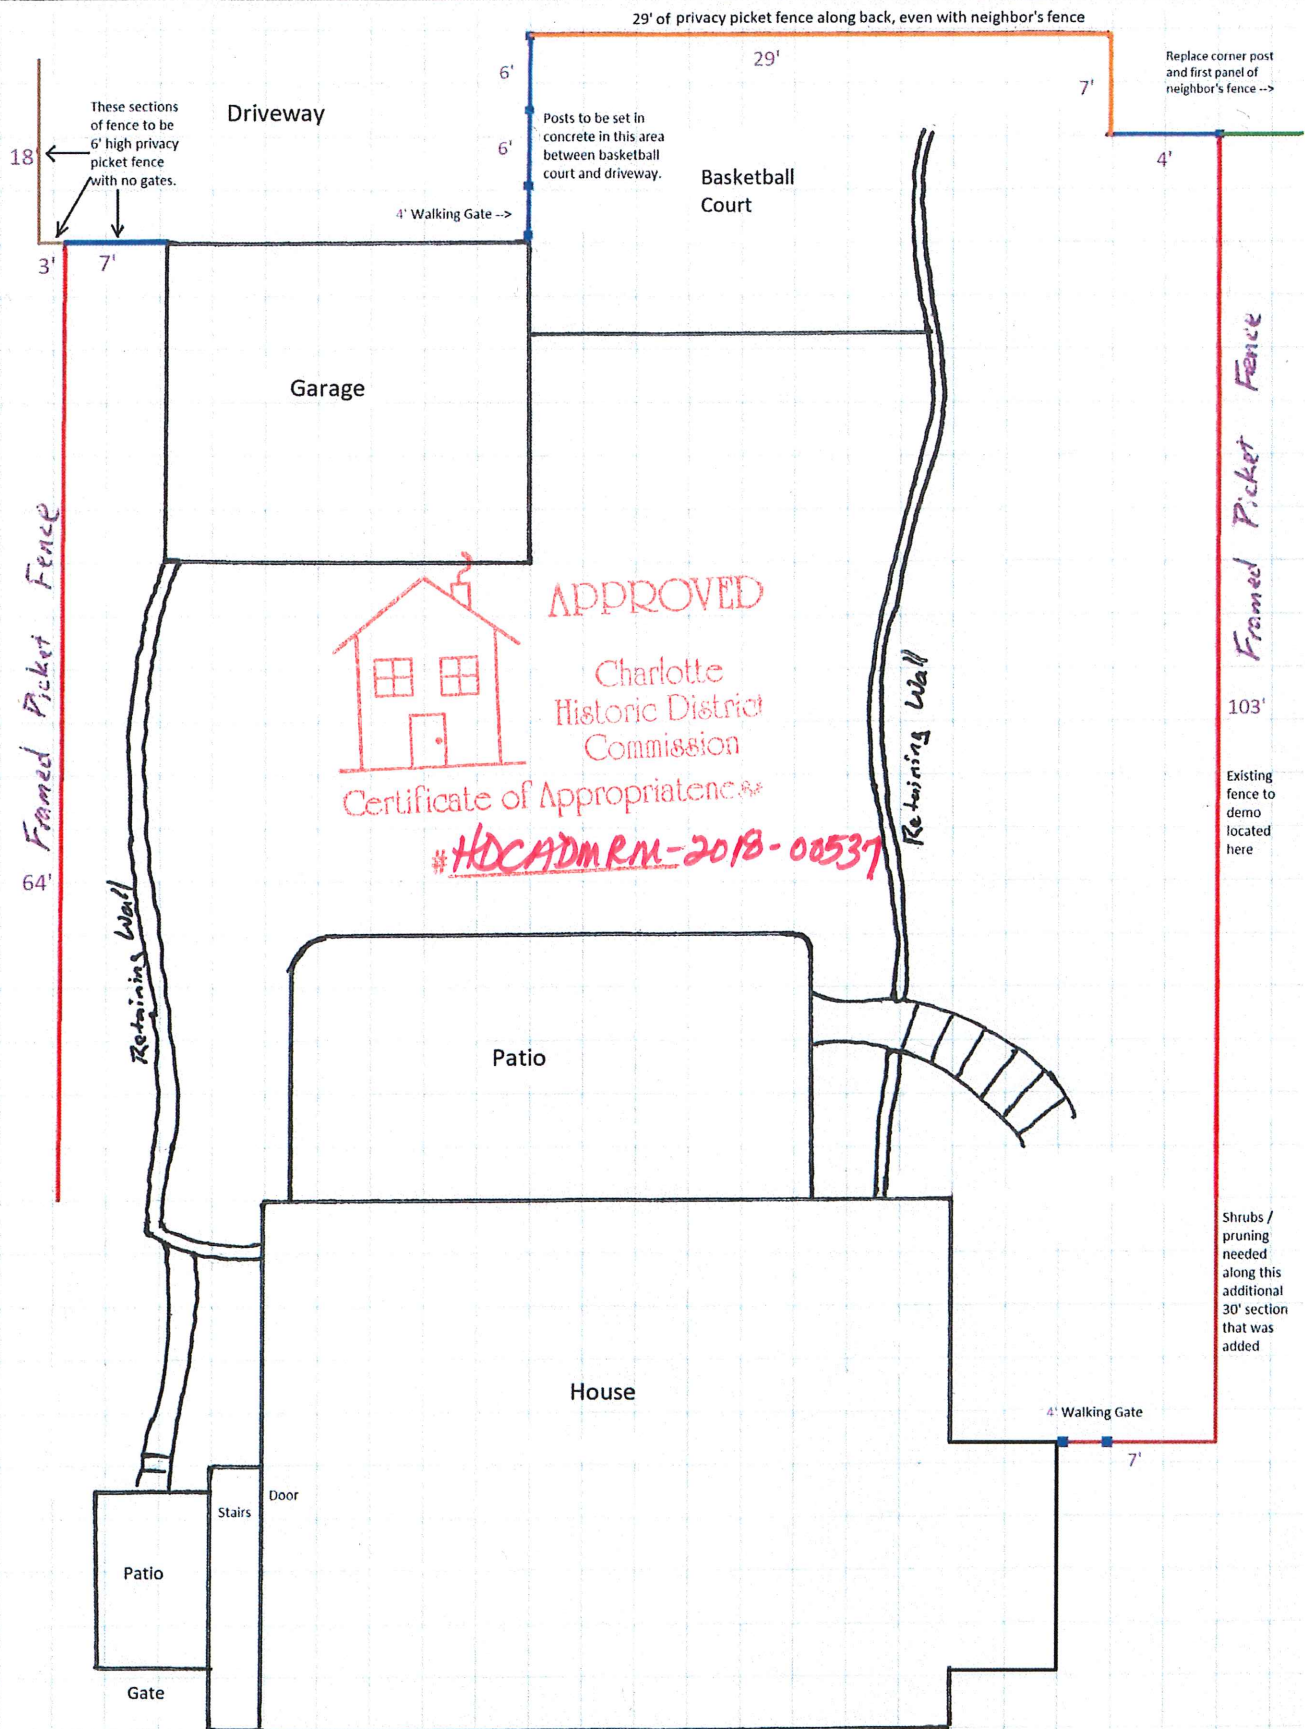 29' of privacy picket fence along back, even with neighbor's fence
6'
29'
7'
Replace corner post
and first panel of
neighbor's fence -->
These sections
of fence to be
6' high privacy
picket fence
with no gates.
18'
Driveway
6'
Posts to be set in
concrete in this area
between basketball
court and driveway.
Basketball
Court
4'
4' Walking Gate -->
3'
7'
Garage
Framed Picket Fence
Framed Picket Fence
APPROVED
Charlotte
Historic District
Commission
Certificate of Appropriateness
#HDCADMRM-2018-00537
Retaining Wall
103'
Existing
fence to
demo
located
here
64'
Retaining Wall
Patio
Shrubs /
pruning
needed
along this
additional
30' section
that was
added
House
4' Walking Gate
7'
Door
Stairs
Patio
Gate